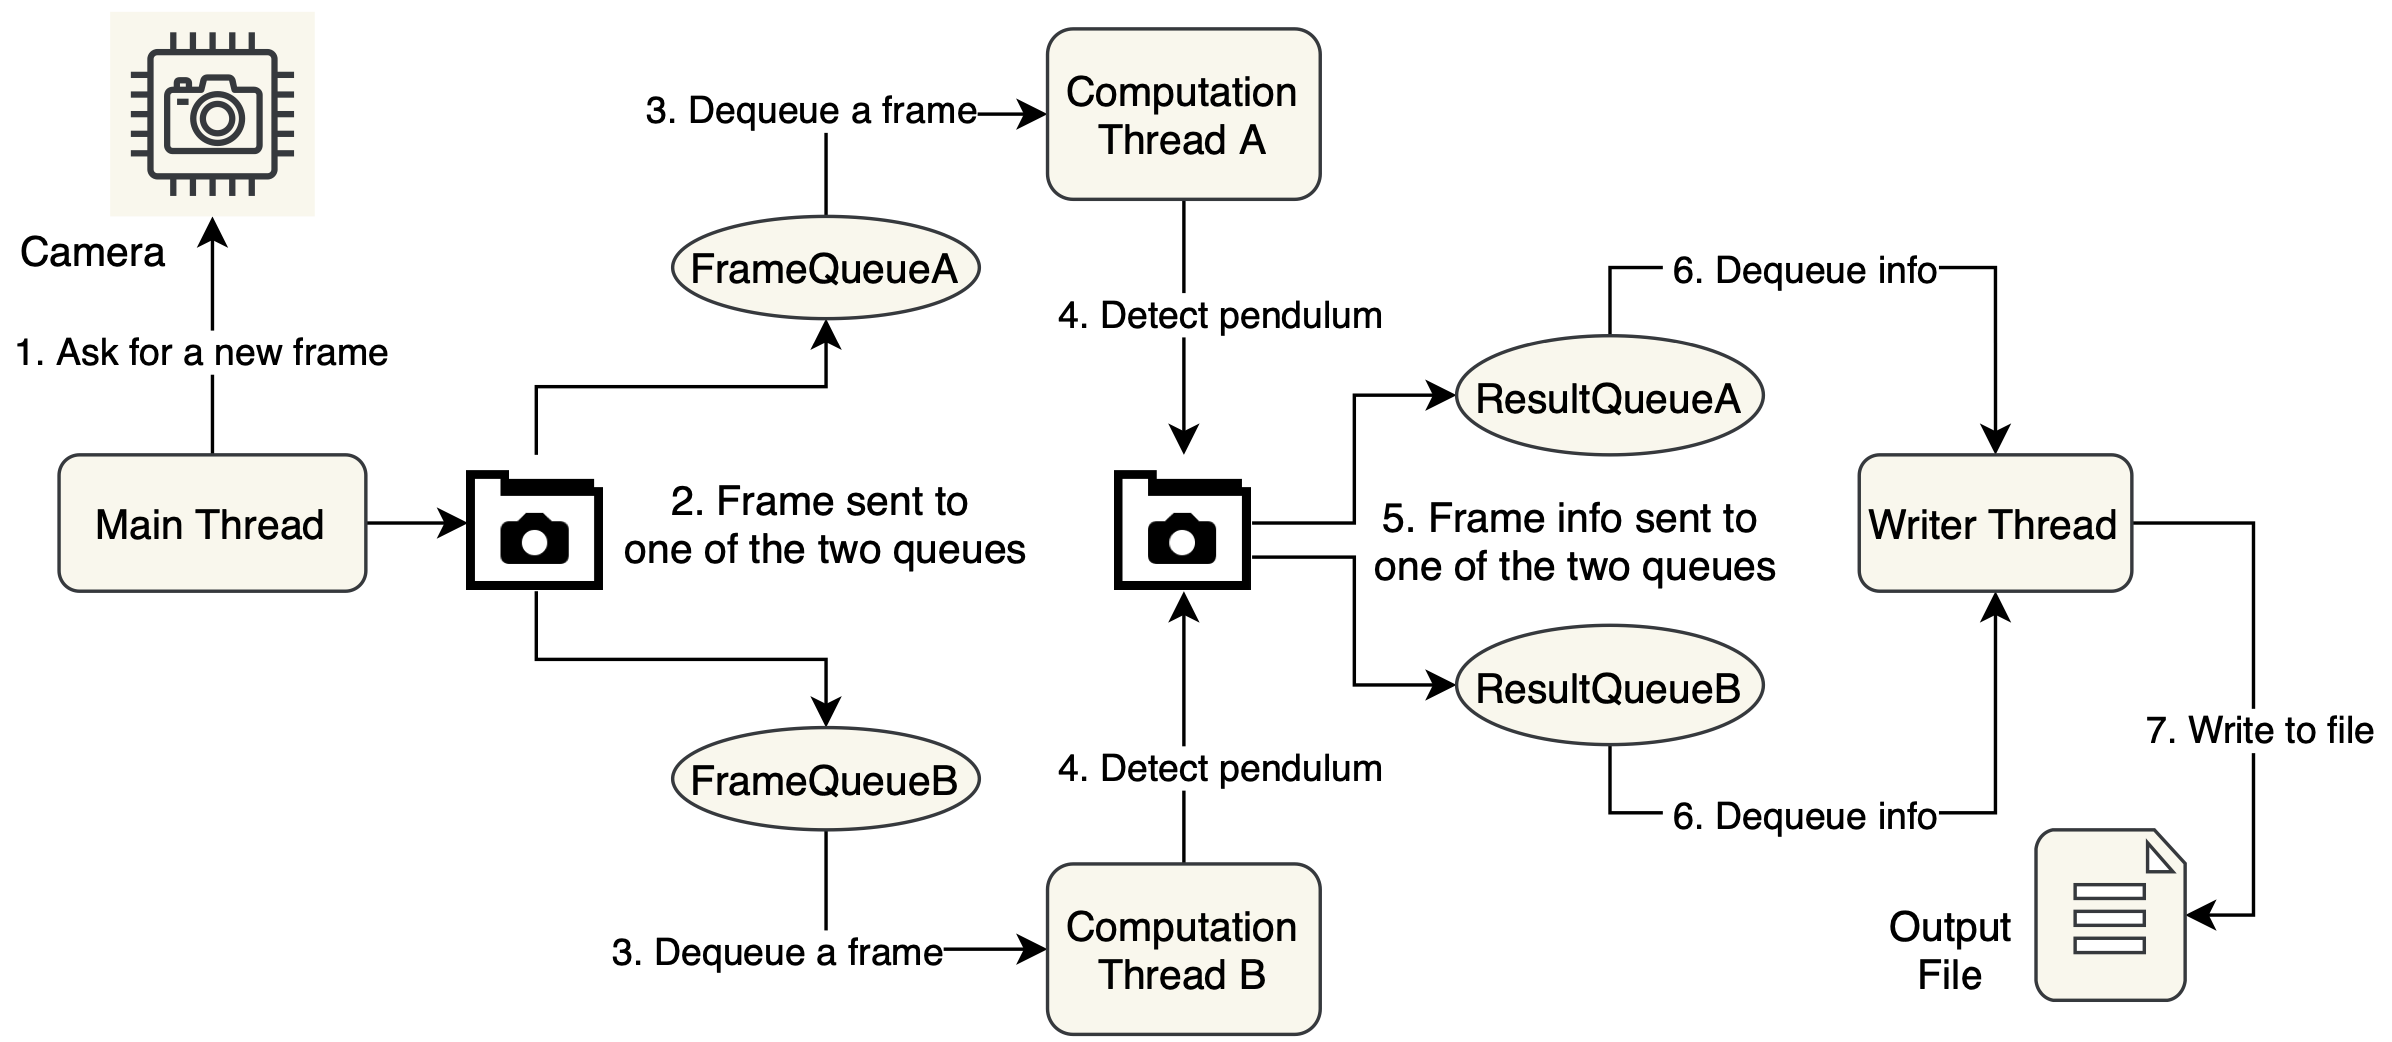 Camera
1. Ask for a new frame
Main Thread
2. Frame sent to
one of the two queues
FrameQueueA
3. Dequeue a frame
Computation
Thread A
4. Detect pendulum
FrameQueueB
3. Dequeue a frame
Computation
Thread B
4. Detect pendulum
5. Frame info sent to
one of the two queues
ResultQueueA
6. Dequeue info
ResultQueueB
6. Dequeue info
Writer Thread
7. Write to file
Output
File